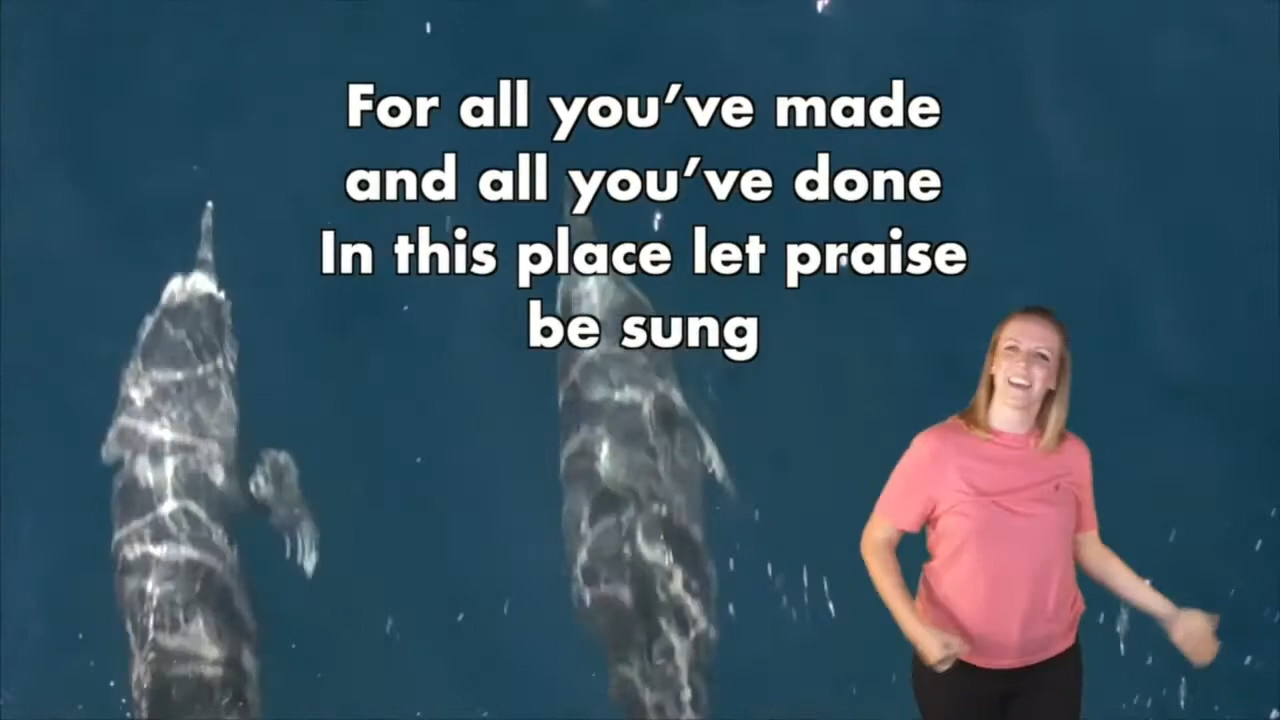 For all you’ve made
and all you’ve done
In this place let praise
be sung